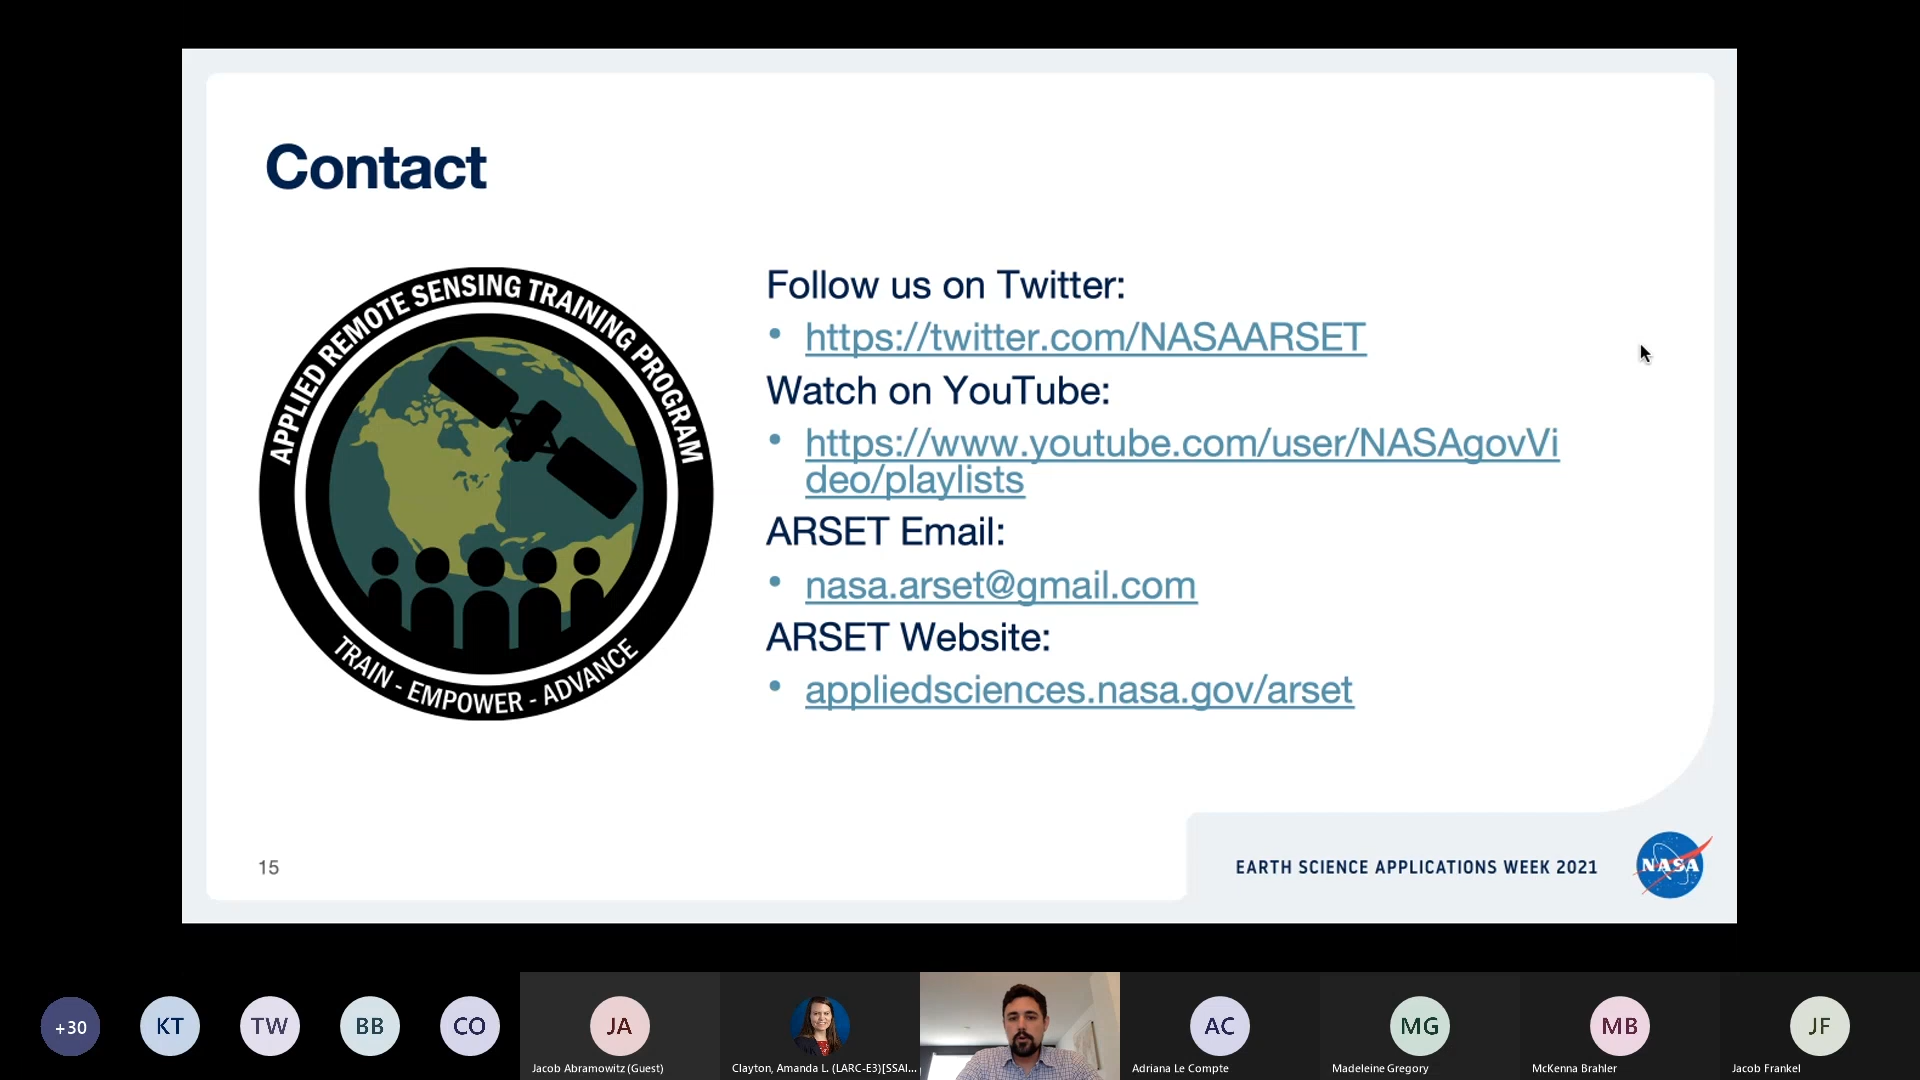 Contact
APPLIED REMOTE SENSING TRAINING PROGRAM
TRAIN - EMPOWER - ADVANCE
Follow us on Twitter:
• https://twitter.com/NASAARSET
Watch on YouTube:
• https://www.youtube.com/user/NASAgovVi
deo/playlists
ARSET Email:
• nasa.arset@gmail.com
ARSET Website:
• appliedsciences.nasa.gov/arset
15
EARTH SCIENCE APPLICATIONS WEEK 2021
NASA
+30
KT
TW
BB
CO
JA
AC
MG
MB
JF
Jacob Abramowitz (Guest)
Clayton, Amanda L. (LARC-E3)[SSAI...
Adriana Le Compte
Madeleine Gregory
McKenna Brahler
Jacob Frankel